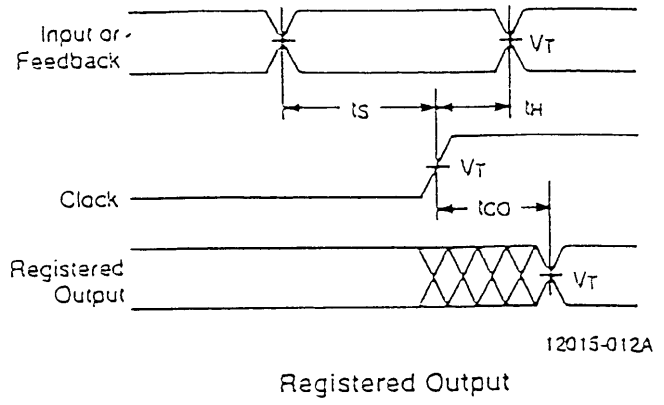 Input or
Feedback
VT
tS
tH
Clock
VT
tCO
Registered
Output
VT
12015-012A
Registered Output